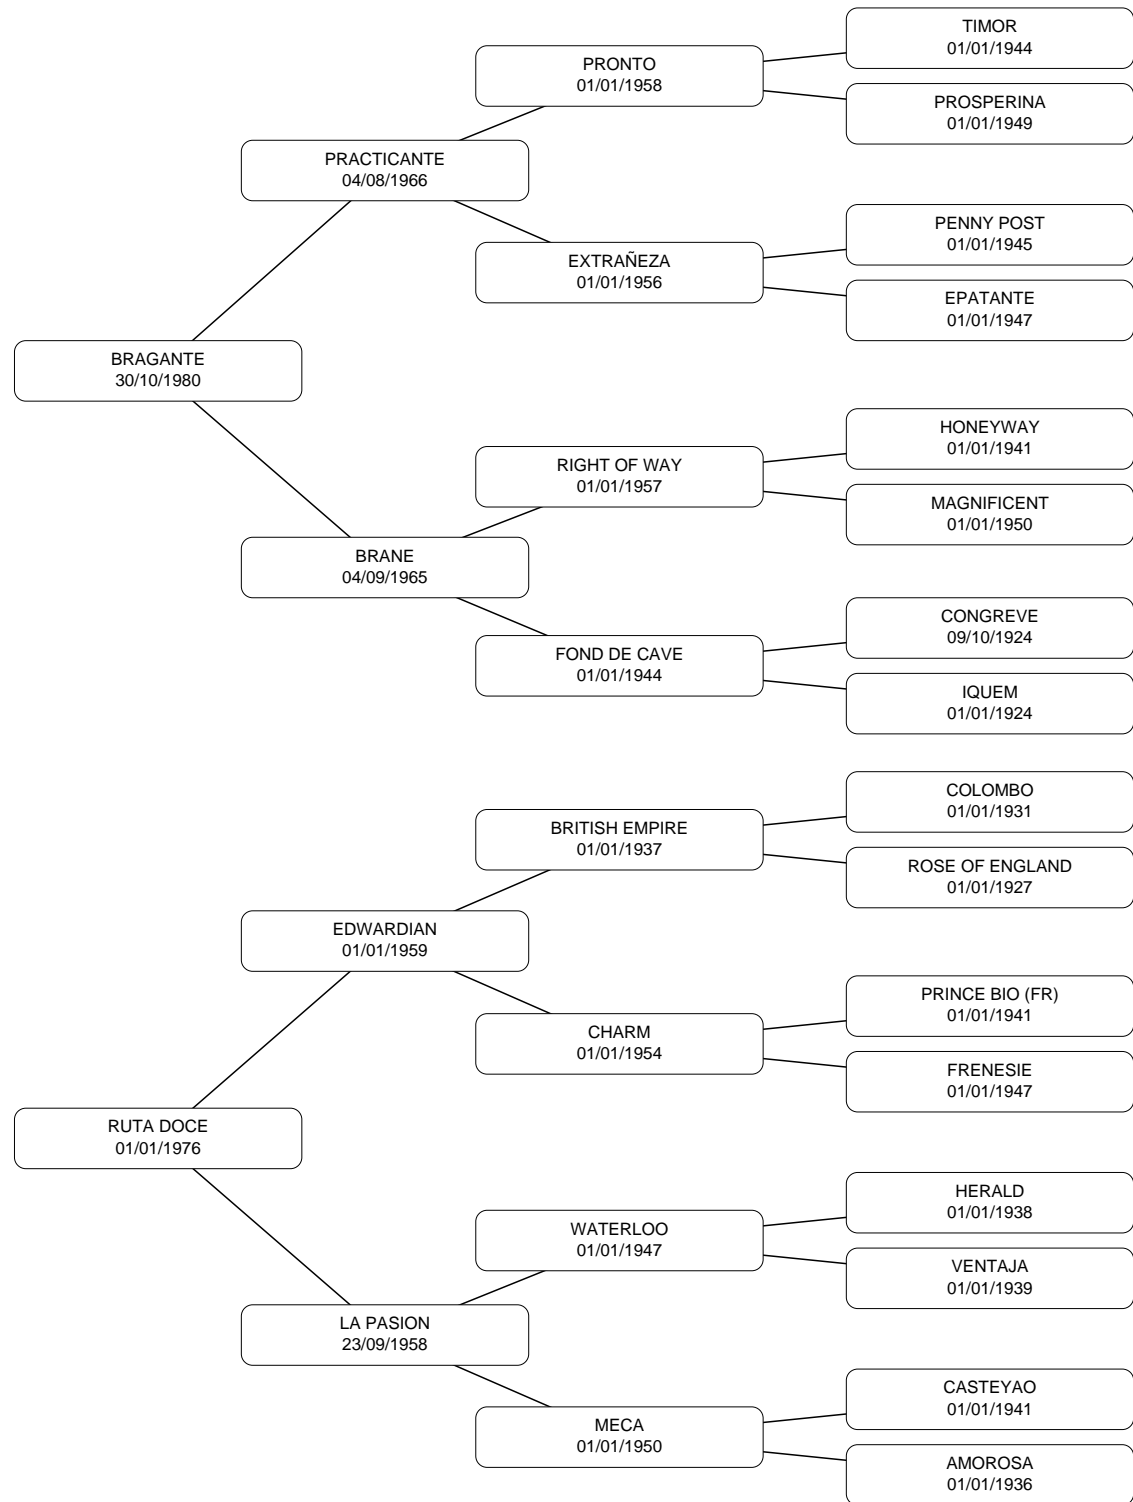 TIMOR
01/01/1944
PRONTO
01/01/1958
PROSPERINA
01/01/1949
PRACTICANTE
04/08/1966
PENNY POST
01/01/1945
EXTRAÑEZA
01/01/1956
EPATANTE
01/01/1947
BRAGANTE
30/10/1980
HONEYWAY
01/01/1941
RIGHT OF WAY
01/01/1957
MAGNIFICENT
01/01/1950
BRANE
04/09/1965
CONGREVE
09/10/1924
FOND DE CAVE
01/01/1944
IQUEM
01/01/1924
COLOMBO
01/01/1931
BRITISH EMPIRE
01/01/1937
ROSE OF ENGLAND
01/01/1927
EDWARDIAN
01/01/1959
PRINCE BIO (FR)
01/01/1941
CHARM
01/01/1954
FRENESIE
01/01/1947
RUTA DOCE
01/01/1976
HERALD
01/01/1938
WATERLOO
01/01/1947
VENTAJA
01/01/1939
LA PASION
23/09/1958
CASTEYAO
01/01/1941
MECA
01/01/1950
AMOROSA
01/01/1936